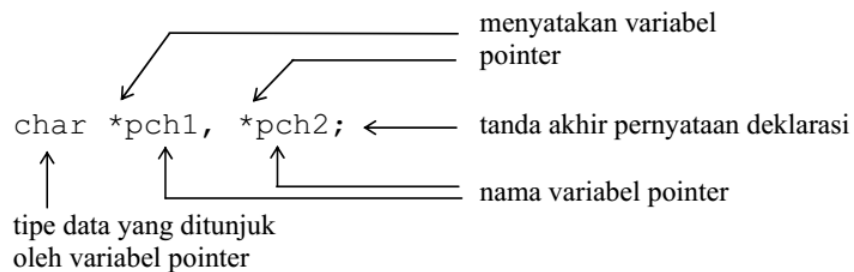 menyatakan variabel
pointer
char *pch1, *pch2;
tanda akhir pernyataan deklarasi
nama variabel pointer
tipe data yang ditunjuk
oleh variabel pointer